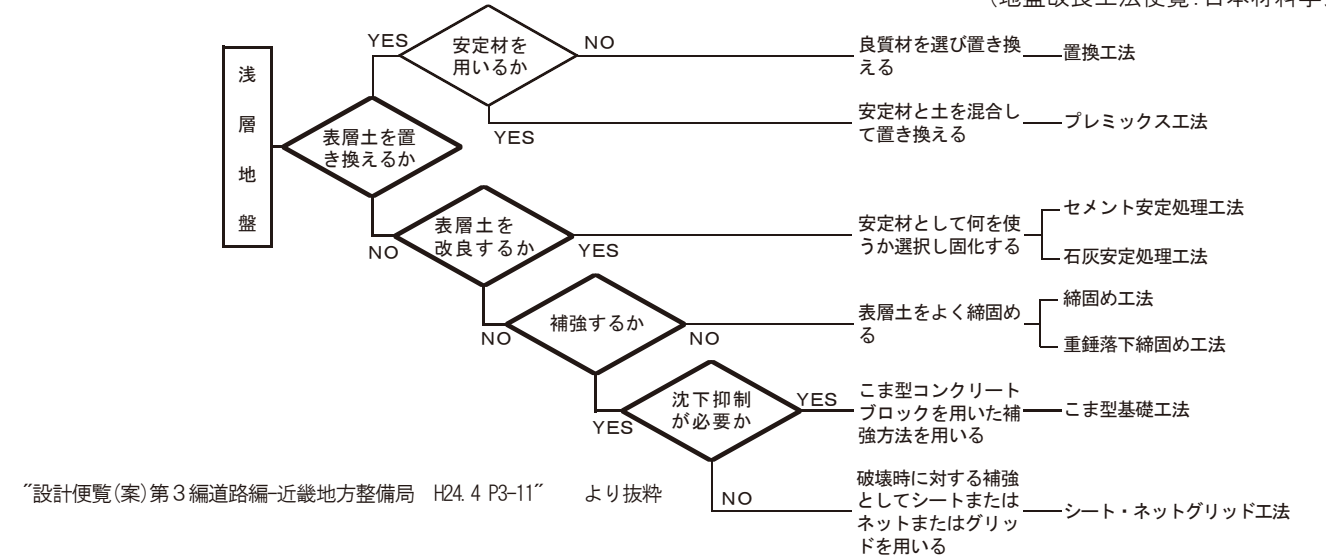 (地盤改良工法便覧:日本材料学
YES
安定材を
用いるか
NO
良質材を選び置き換
える
置換工法
浅
層
地
盤
表層土を置
き換えるか
YES
安定材と土を混合し
て置き換える
プレミックス工法
NO
表層土を
改良するか
YES
安定材として何を使
うか選択し固化する
セメント安定処理工法
石灰安定処理工法
NO
補強するか
NO
表層土をよく締固め
る
締固め工法
重錘落下締固め工法
YES
沈下抑制
が必要か
YES
こま型コンクリート
ブロックを用いた補
強方法を用いる
こま型基礎工法
NO
破壊時に対する補強
としてシートまたは
ネットまたはグリッ
ドを用いる
シート・ネットグリッド工法
"設計便覧(案)第3編道路編-近畿地方整備局 H24.4 P3-11" より抜粋